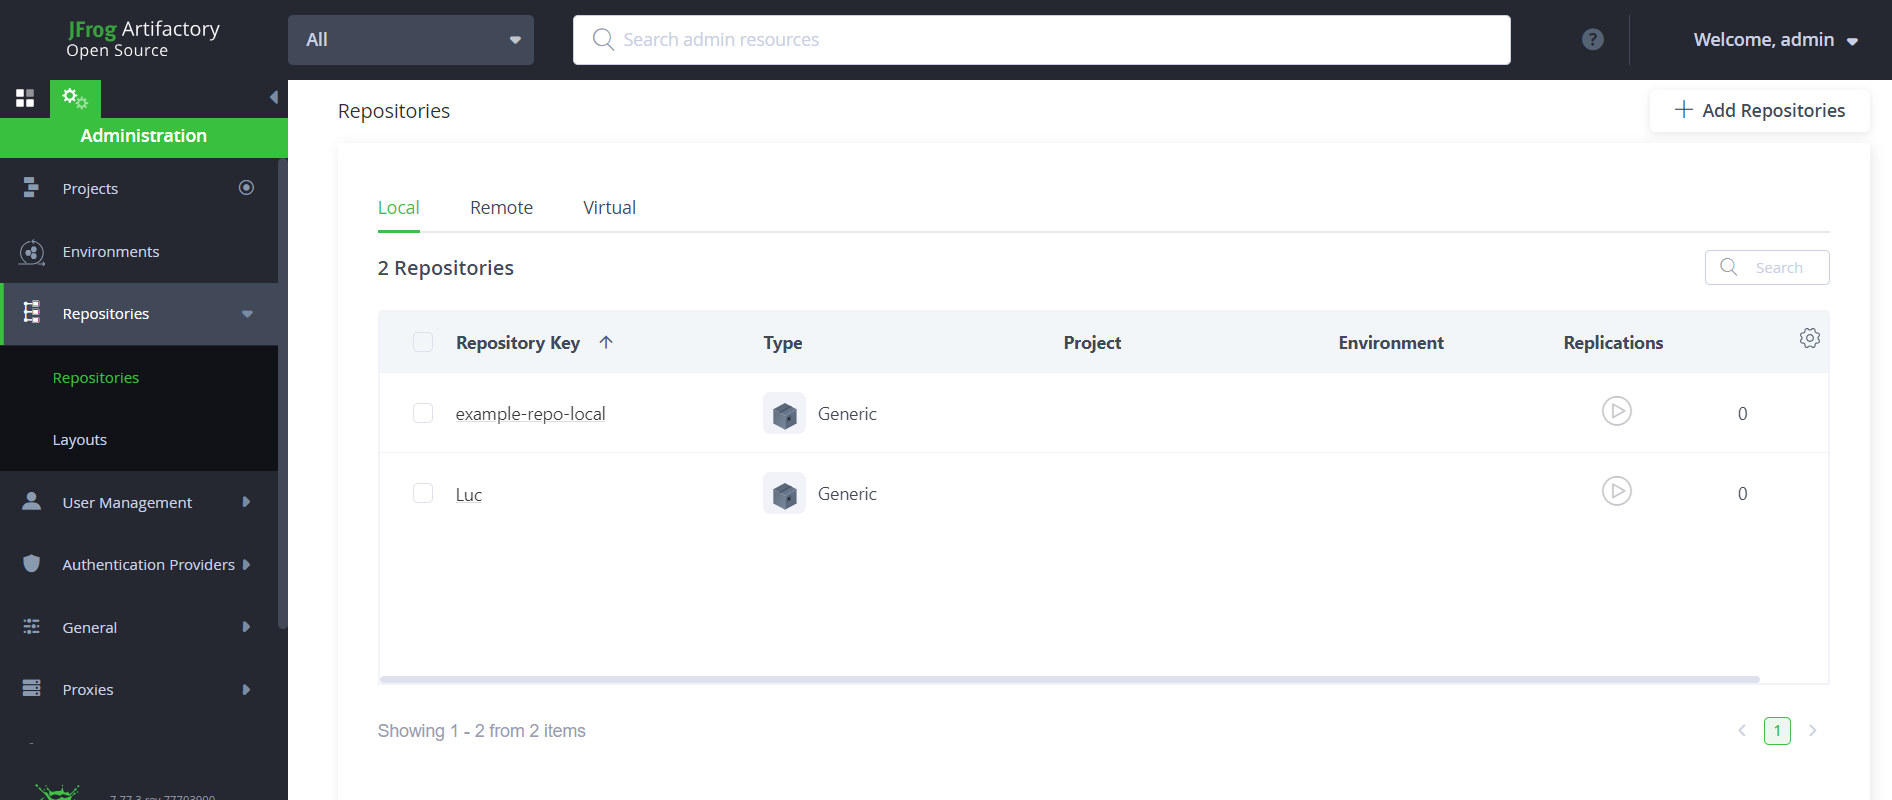 JFrog Artifactory
Open Source
All
Search admin resources
?
Welcome, admin
Administration
Projects
Environments
Repositories
Repositories
Layouts
User Management
Authentication Providers
General
Proxies
Repositories
Add Repositories
Local
Remote
Virtual
2 Repositories
Search
Repository Key
Type
Project
Environment
Replications
example-repo-local
Generic
0
Luc
Generic
0
Showing 1 - 2 from 2 items
1